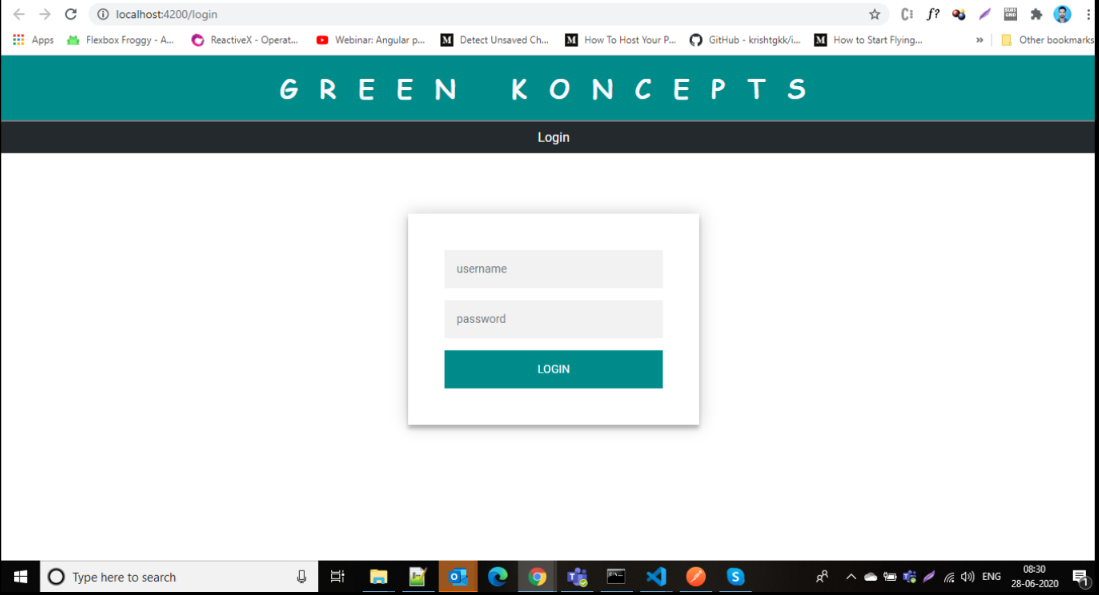 localhost:4200/login
f?
Apps
Flexbox Froggy - A...
ReactiveX - Operat...
Webinar: Angular p...
M
Detect Unsaved Ch...
M
How To Host Your P...
GitHub - krishtgkk/i...
M
How to Start Flying...
»
Other bookmarks
GREEN KONCEPTS
Login
username
password
LOGIN
Type here to search
ENG
08:30
28-06-2020
1